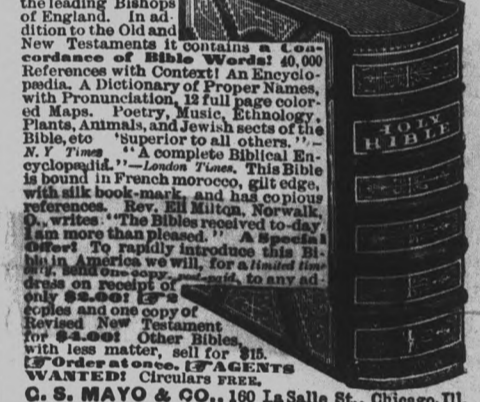 the leading Bishops
of England. In ad-
dition to the Old and
New Testaments it contains a Con-
cordance of Bible Words! 40,000
References with Context! An Encyclo-
pædia. A Dictionary of Proper Names,
with Pronunciation, 12 full page color-
ed Maps. Poetry, Music, Ethnology,
Plants, Animals, and Jewish sects of the
Bible, etc 'Superior to all others."—
N. Y Times "A complete Biblical En-
cyclopædia."—London Times. This Bible
is bound in French morocco, gilt edge,
with silk book-mark, and has copious
references. Rev. Eli Milton, Norwalk,
O., writes: "The Bibles received to-day
I am more than pleased." A Special
Offer! To rapidly introduce this Bi-
ble in America we will, for a limited time
only, send one copy, post-paid, to any ad-
dress on receipt of
only $2.00! ☞2
copies and one copy of
Revised New Testament
for $4.00! Other Bibles,
with less matter, sell for $15.
☞Order at once. ☞AGENTS
WANTED! Circulars FREE.
C. S. MAYO & CO., 160 La Salle St., Chicago, Ill.
HOLY
BIBLE